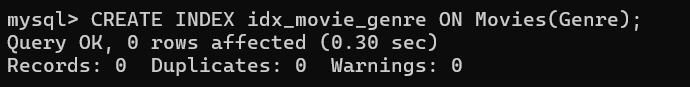 mysql> CREATE INDEX idx_movie_genre ON Movies(Genre);
Query OK, 0 rows affected (0.30 sec)
Records: 0  Duplicates: 0  Warnings: 0